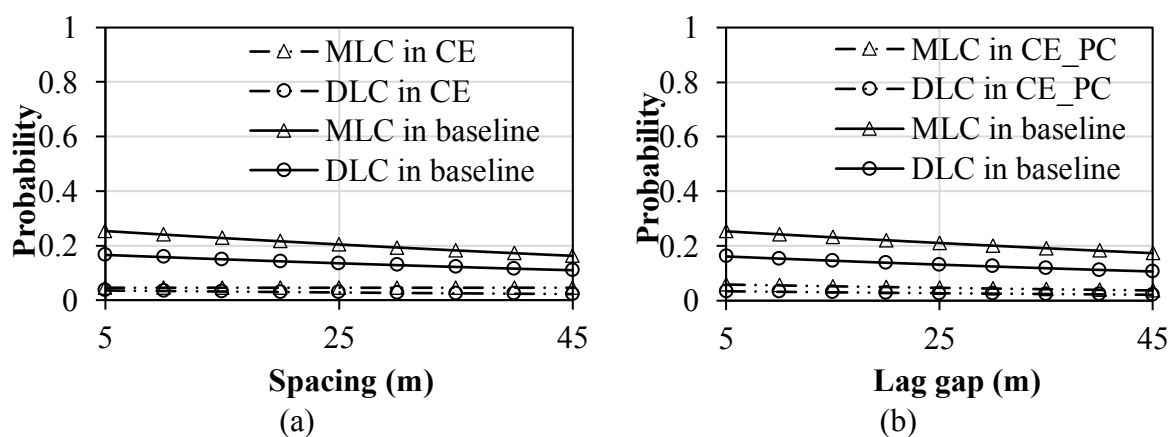 1
0.8
0.6
0.4
0.2
0
Probability
MLC in CE
DLC in CE
MLC in baseline
DLC in baseline
5
25
45
Spacing (m)
(a)
1
0.8
0.6
0.4
0.2
0
Probability
MLC in CE_PC
DLC in CE_PC
MLC in baseline
DLC in baseline
5
25
45
Lag gap (m)
(b)